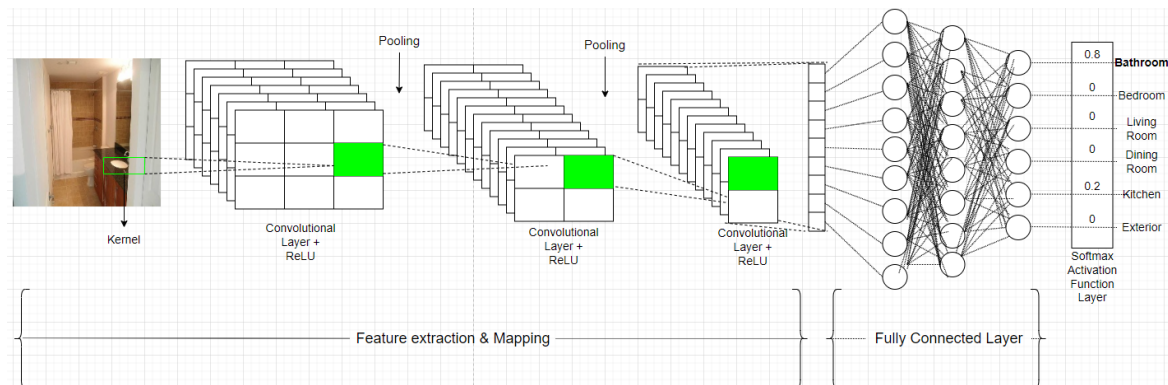 Pooling
Pooling
Kernel
Convolutional
Layer +
ReLU
Convolutional
Layer +
ReLU
Convolutional
Layer +
ReLU
0.8
Bathroom
0
Bedroom
0
Living
Room
0
Dining
Room
0.2
Kitchen
0
Exterior
Softmax
Activation
Function
Layer
Feature extraction & Mapping
Fully Connected Layer